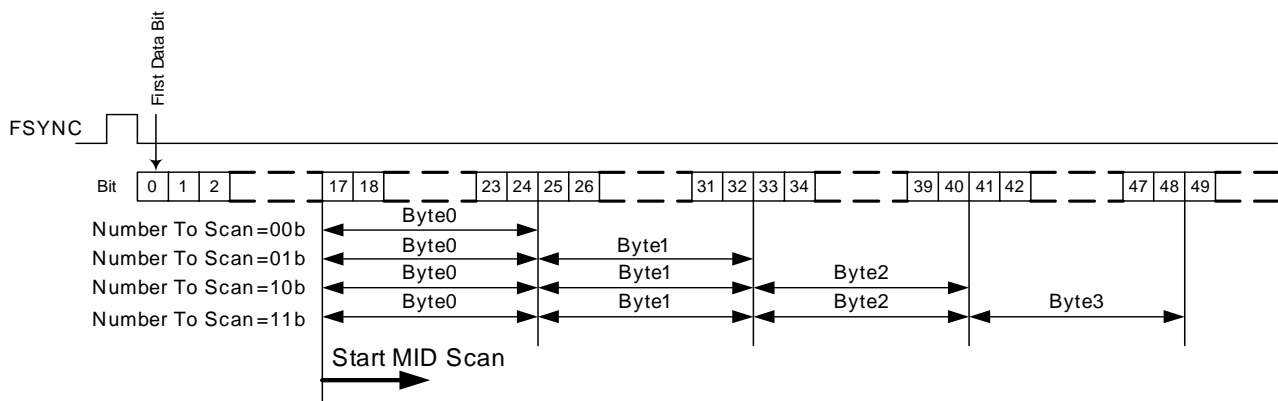 First Data Bit
FSYNC
Bit 0 1 2 17 18 23 24 25 26 31 32 33 34 39 40 41 42 47 48 49
Number To Scan=00b Byte0
Number To Scan=01b Byte0 Byte1
Number To Scan=10b Byte0 Byte1 Byte2
Number To Scan=11b Byte0 Byte1 Byte2 Byte3
Start MID Scan